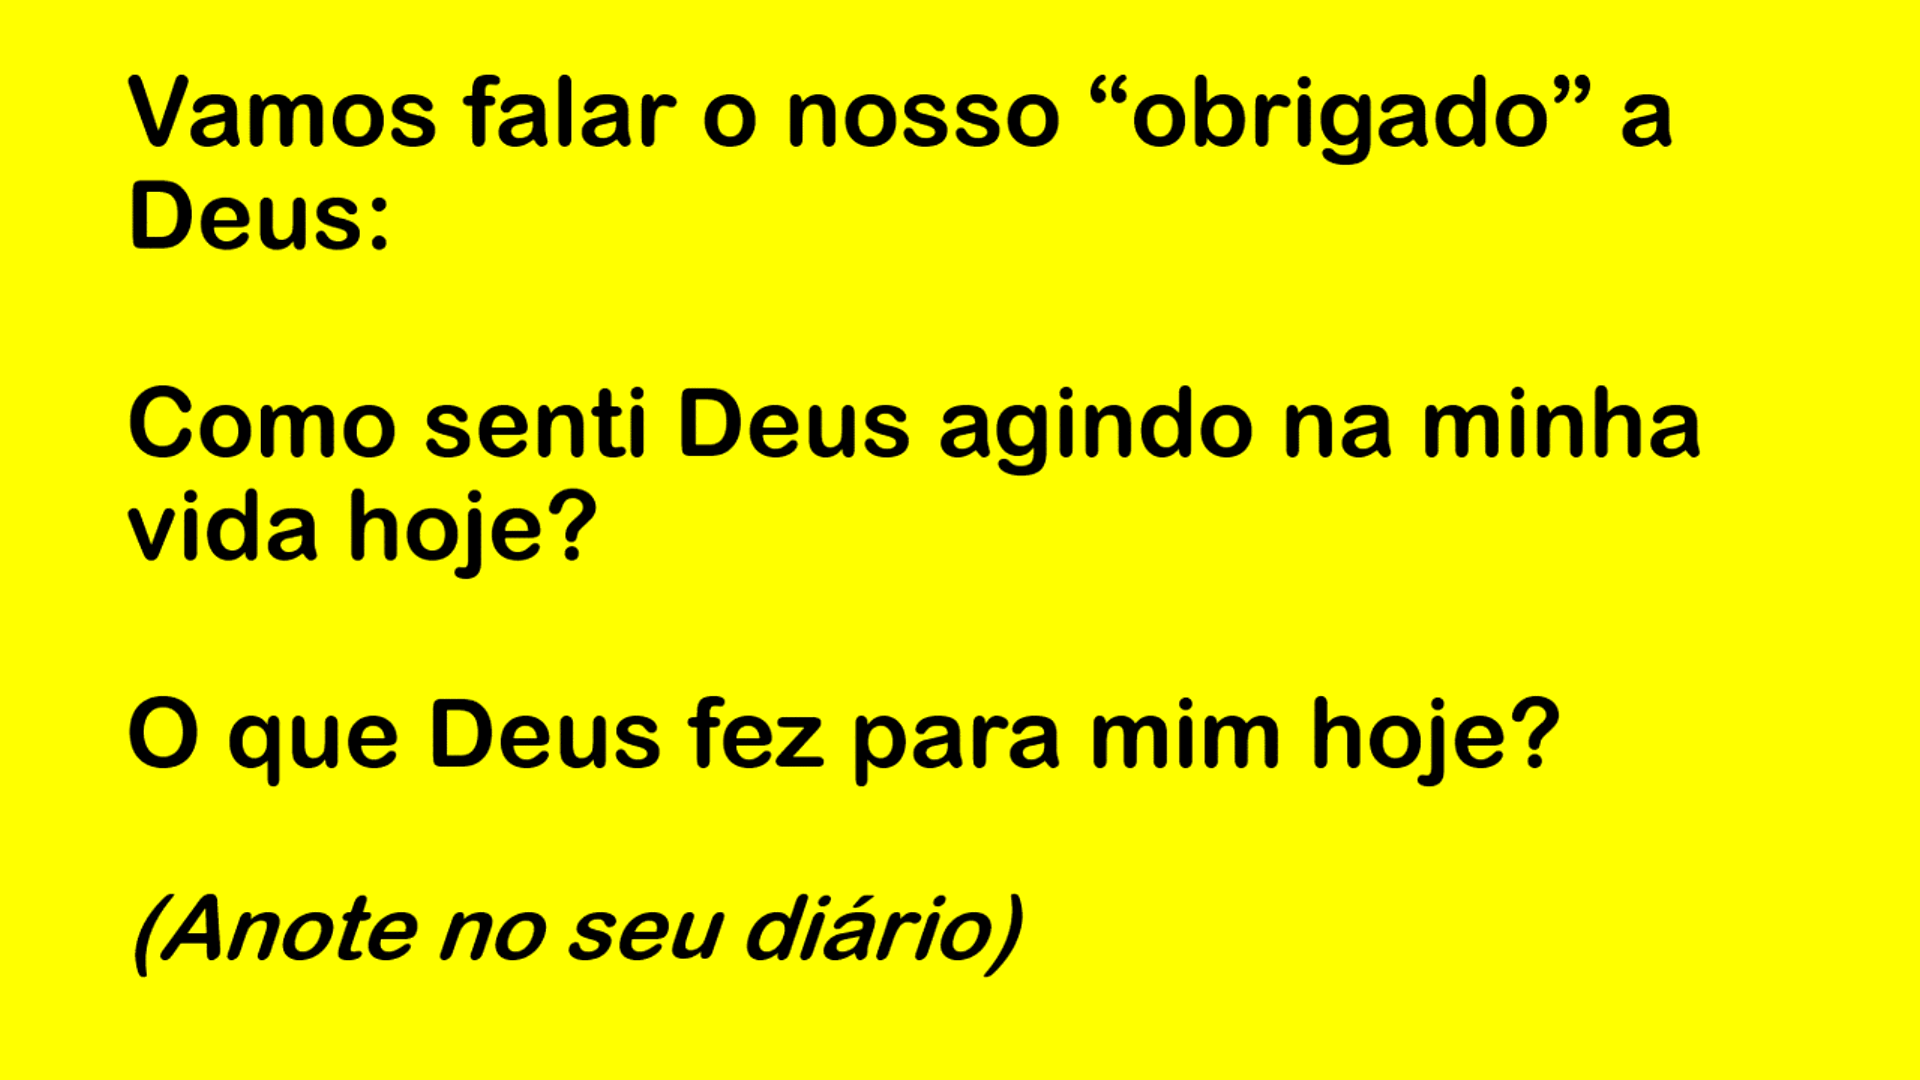 Vamos falar o nosso “obrigado” a
Deus:
Como senti Deus agindo na minha
vida hoje?
O que Deus fez para mim hoje?
(Anote no seu diário)